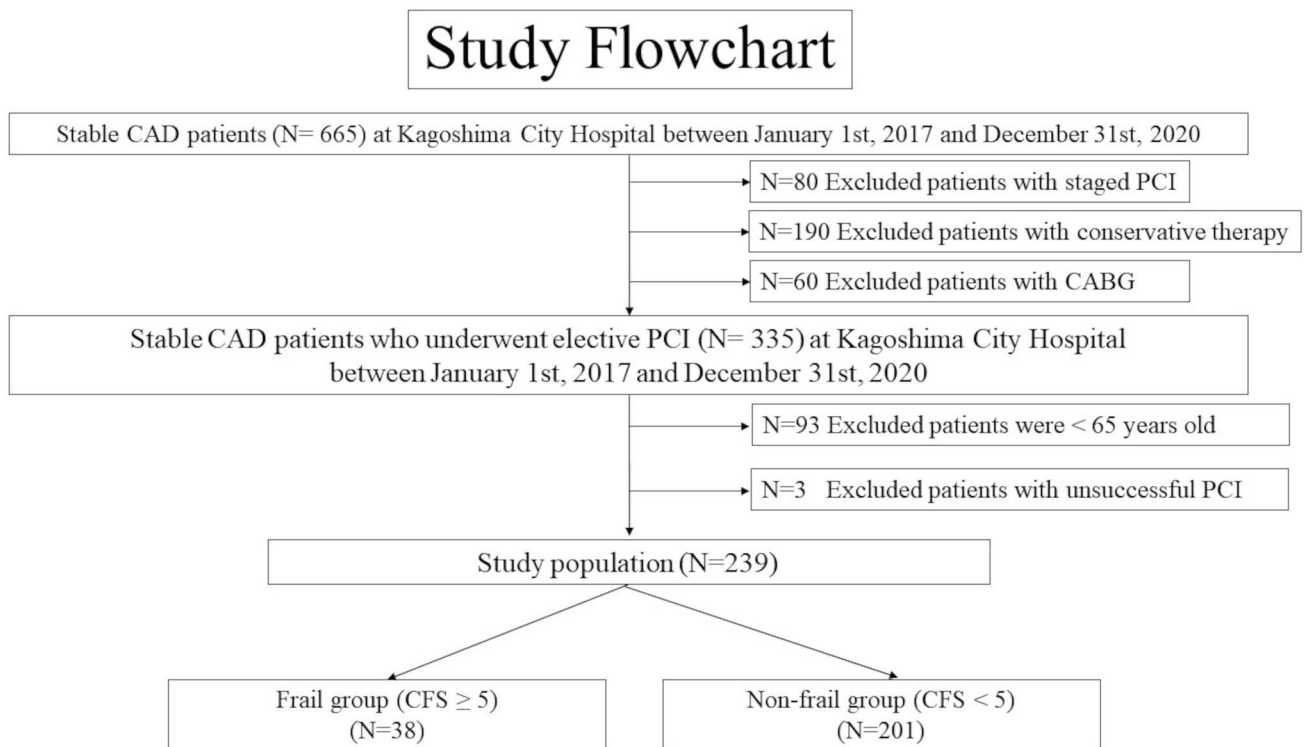 Study Flowchart
Stable CAD patients (N= 665) at Kagoshima City Hospital between January 1st, 2017 and December 31st, 2020
N=80 Excluded patients with staged PCI
N=190 Excluded patients with conservative therapy
N=60 Excluded patients with CABG
Stable CAD patients who underwent elective PCI (N= 335) at Kagoshima City Hospital
between January 1st, 2017 and December 31st, 2020
N=93 Excluded patients were < 65 years old
N=3 Excluded patients with unsuccessful PCI
Study population (N=239)
Frail group (CFS ≥ 5)
(N=38)
Non-frail group (CFS < 5)
(N=201)